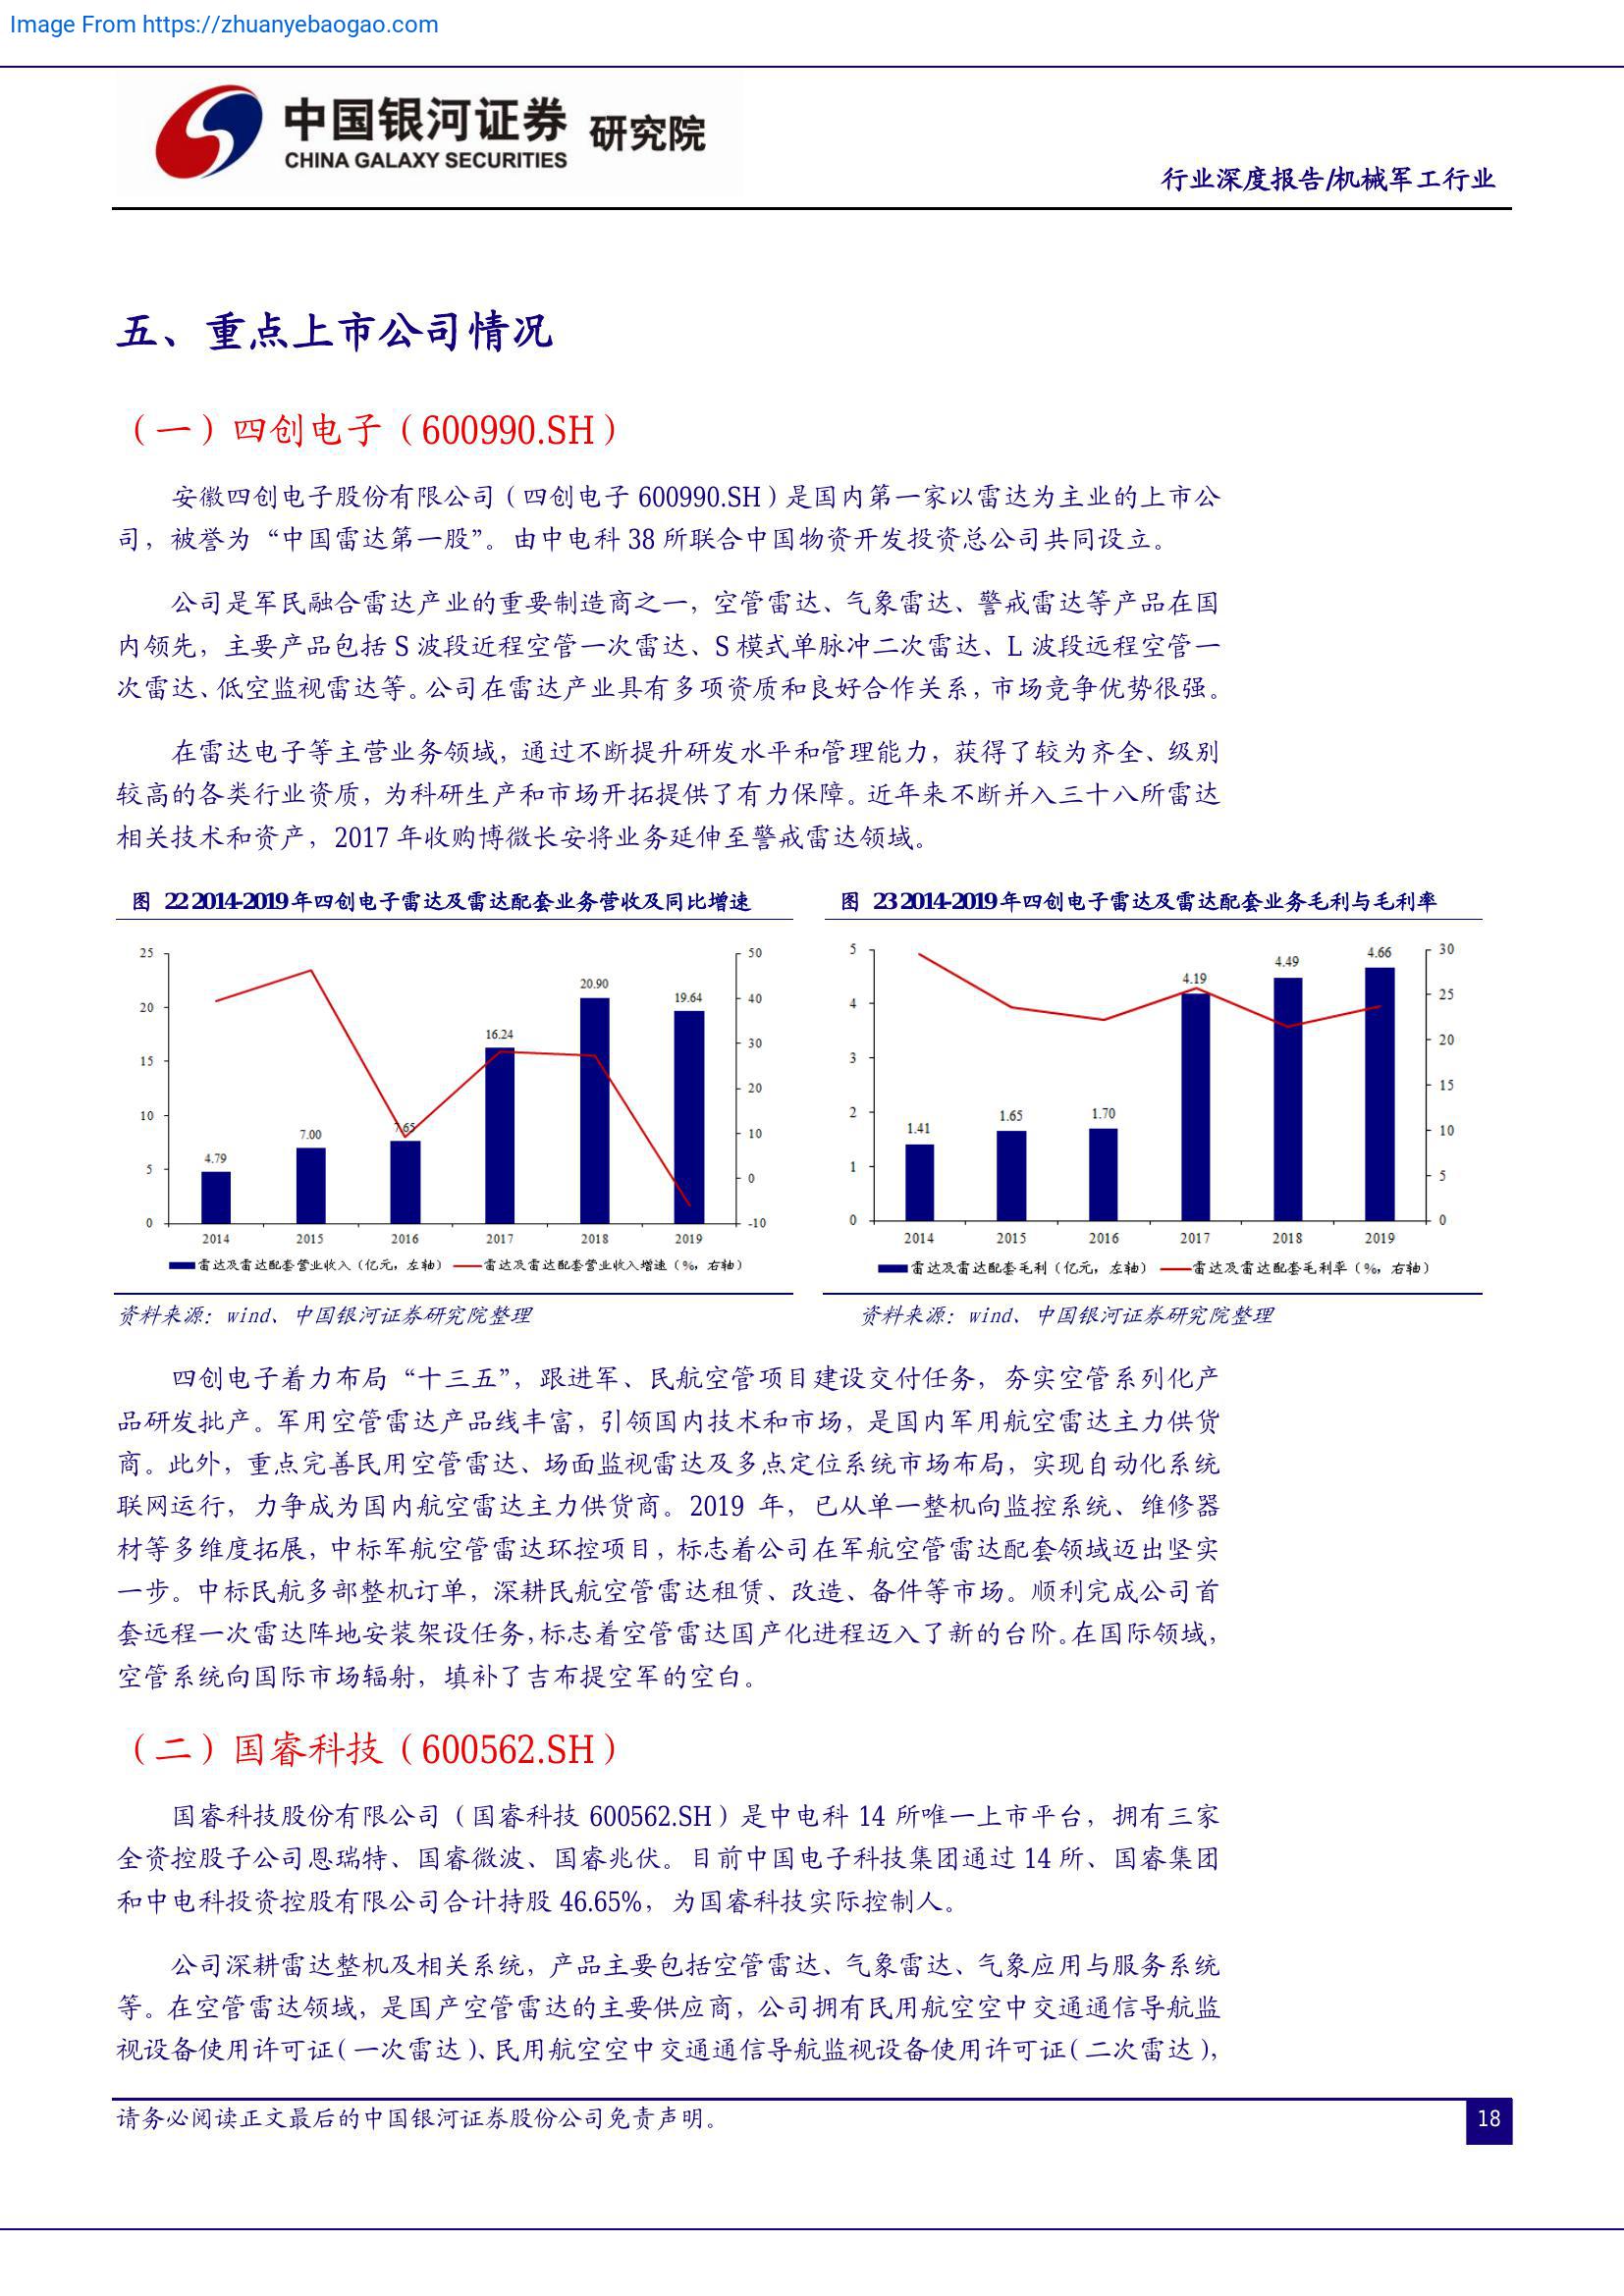 Image From https://zhuanyebaogao.com
中国银河证券 研究院
CHINA GALAXY SECURITIES
行业深度报告/机械军工行业
五、重点上市公司情况
（一）四创电子（600990.SH）
安徽四创电子股份有限公司（四创电子 600990.SH）是国内第一家以雷达为主业的上市公
司，被誉为“中国雷达第一股”。由中电科 38 所联合中国物资开发投资总公司共同设立。
公司是军民融合雷达产业的重要制造商之一，空管雷达、气象雷达、警戒雷达等产品在国
内领先，主要产品包括 S 波段近程空管一次雷达、S 模式单脉冲二次雷达、L 波段远程空管一
次雷达、低空监视雷达等。公司在雷达产业具有多项资质和良好合作关系，市场竞争优势很强。
在雷达电子等主营业务领域，通过不断提升研发水平和管理能力，获得了较为齐全、级别
较高的各类行业资质，为科研生产和市场开拓提供了有力保障。近年来不断并入三十八所雷达
相关技术和资产，2017 年收购博微长安将业务延伸至警戒雷达领域。
图 22 2014-2019 年四创电子雷达及雷达配套业务营收及同比增速
25
20
15
10
5
0
50
40
30
20
10
0
-10
4.79
7.00
7.65
16.24
20.90
19.64
2014 2015 2016 2017 2018 2019
雷达及雷达配套营业收入（亿元，左轴） 雷达及雷达配套营业收入增速（%，右轴）
资料来源：wind、中国银河证券研究院整理
图 23 2014-2019 年四创电子雷达及雷达配套业务毛利与毛利率
5
4
3
2
1
0
30
25
20
15
10
5
0
1.41
1.65
1.70
4.19
4.49
4.66
2014 2015 2016 2017 2018 2019
雷达及雷达配套毛利（亿元，左轴） 雷达及雷达配套毛利率（%，右轴）
资料来源：wind、中国银河证券研究院整理
四创电子着力布局“十三五”，跟进军、民航空管项目建设交付任务，夯实空管系列化产
品研发批产。军用空管雷达产品线丰富，引领国内技术和市场，是国内军用航空雷达主力供货
商。此外，重点完善民用空管雷达、场面监视雷达及多点定位系统市场布局，实现自动化系统
联网运行，力争成为国内航空雷达主力供货商。2019 年，已从单一整机向监控系统、维修器
材等多维度拓展，中标军航空管雷达环控项目，标志着公司在军航空管雷达配套领域迈出坚实
一步。中标民航多部整机订单，深耕民航空管雷达租赁、改造、备件等市场。顺利完成公司首
套远程一次雷达阵地安装架设任务，标志着空管雷达国产化进程迈入了新的台阶。在国际领域，
空管系统向国际市场辐射，填补了吉布提空军的空白。
（二）国睿科技（600562.SH）
国睿科技股份有限公司（国睿科技 600562.SH）是中电科 14 所唯一上市平台，拥有三家
全资控股子公司恩瑞特、国睿微波、国睿兆伏。目前中国电子科技集团通过 14 所、国睿集团
和中电科投资控股有限公司合计持股 46.65%，为国睿科技实际控制人。
公司深耕雷达整机及相关系统，产品主要包括空管雷达、气象雷达、气象应用与服务系统
等。在空管雷达领域，是国产空管雷达的主要供应商，公司拥有民用航空空中交通通信导航监
视设备使用许可证（一次雷达）、民用航空空中交通通信导航监视设备使用许可证（二次雷达），
请务必阅读正文最后的中国银河证券股份公司免责声明。
18